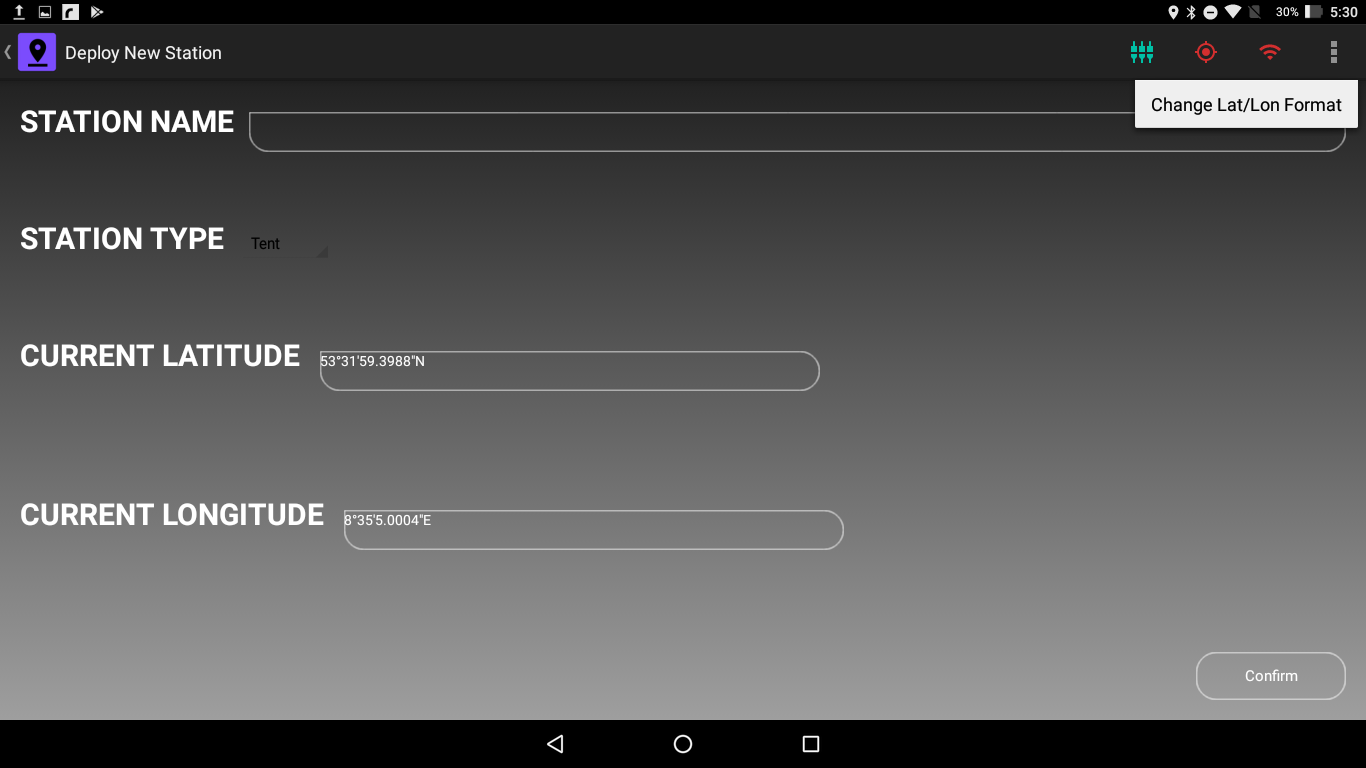 30% 5:30
Deploy New Station
Change Lat/Lon Format
STATION NAME
STATION TYPE Tent
CURRENT LATITUDE 53°31'59.3988"N
CURRENT LONGITUDE 8°35'5.0004"E
Confirm